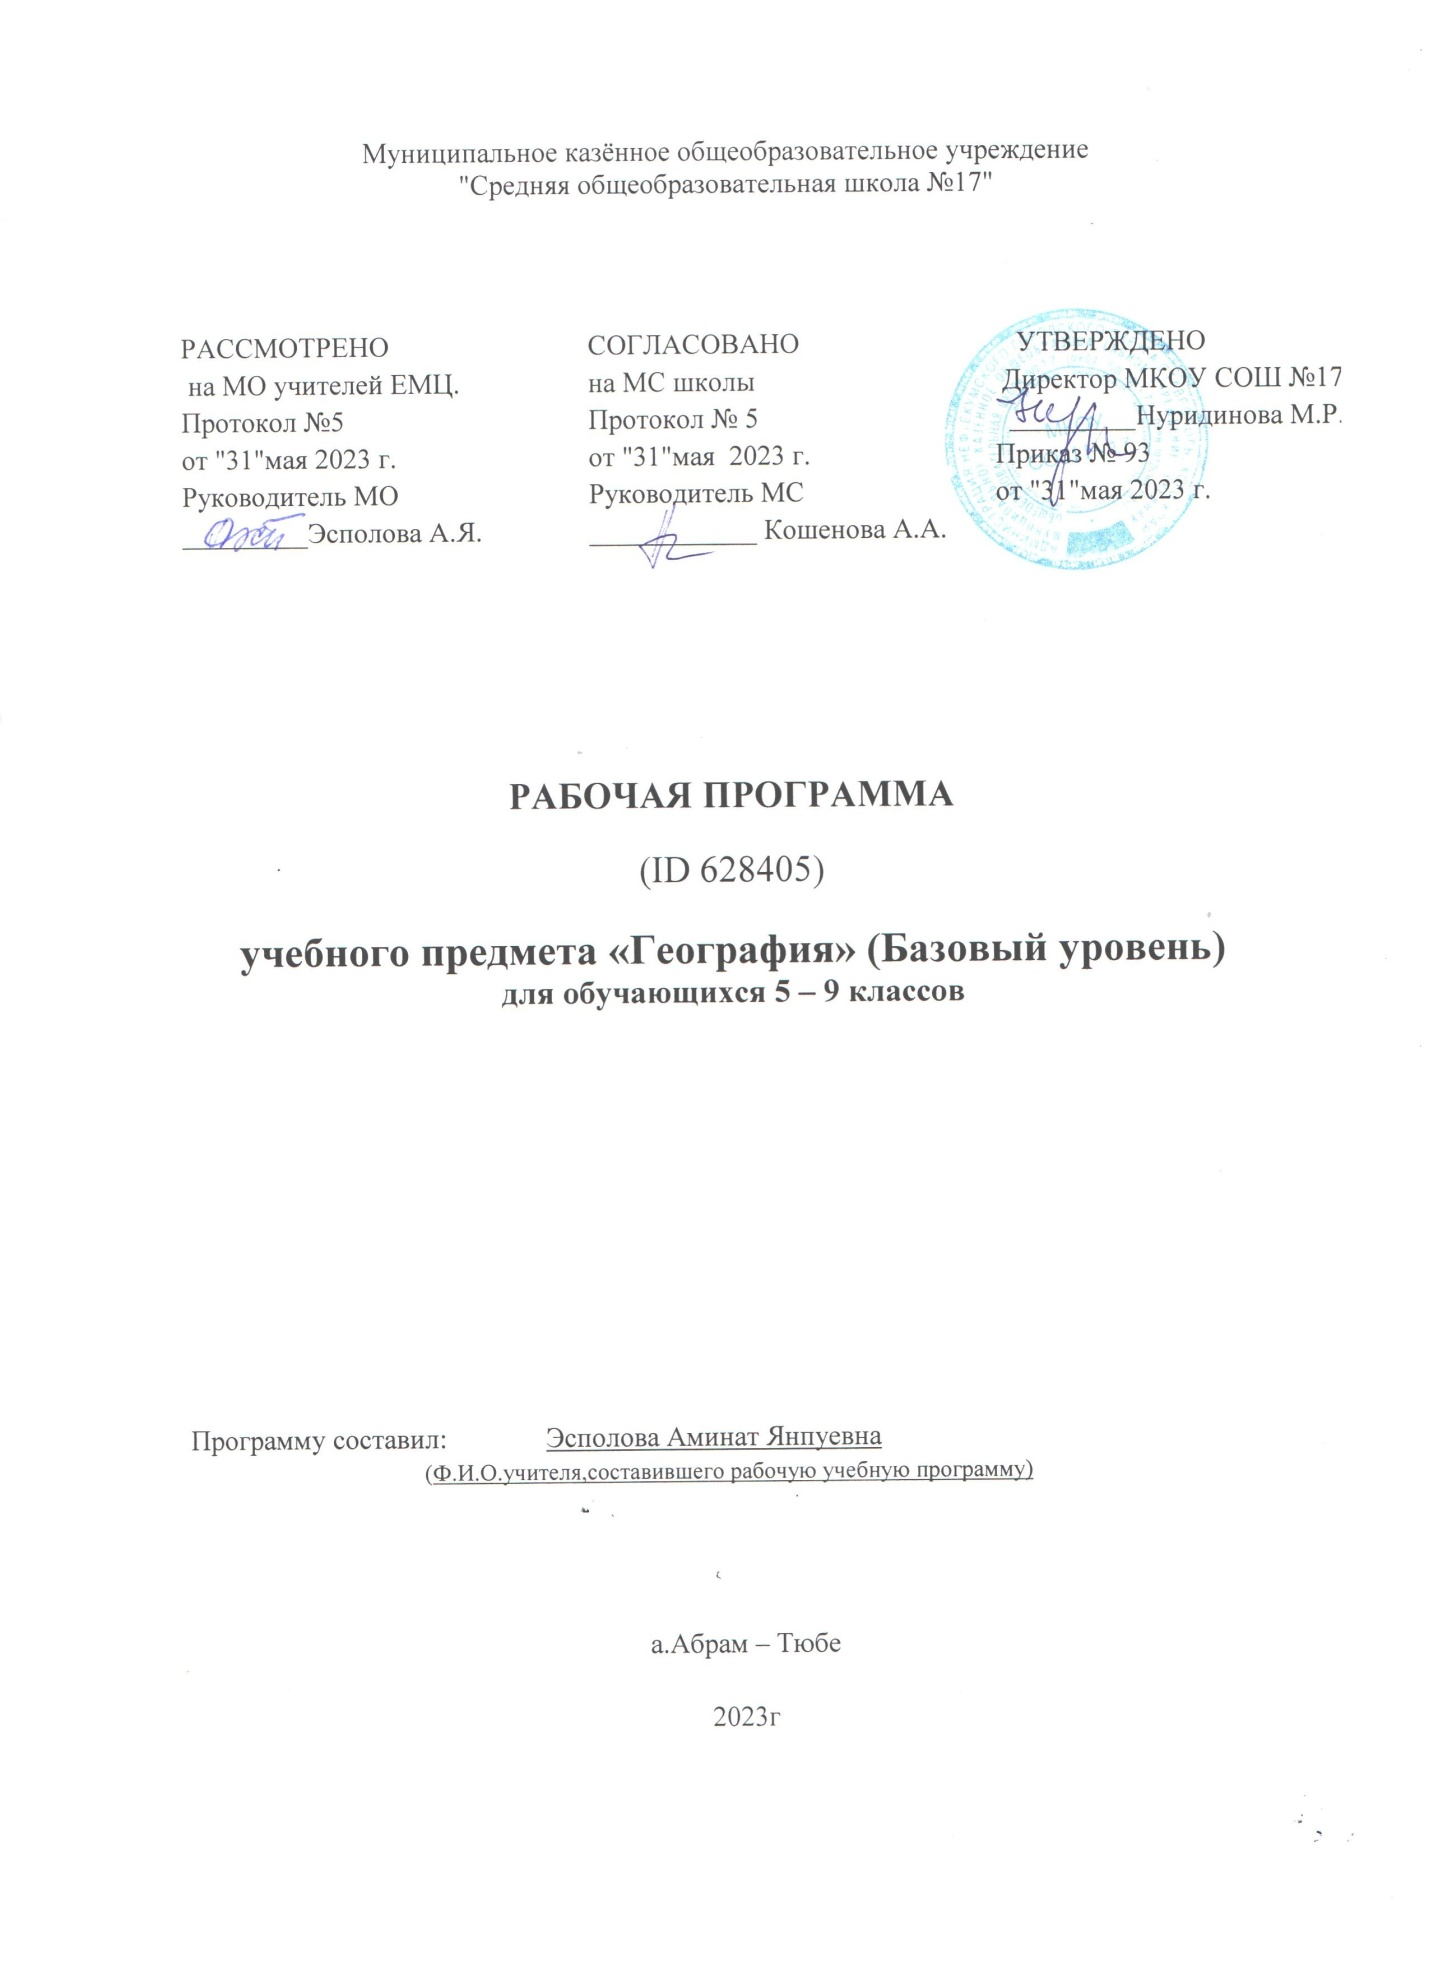 Муниципальное казённое общеобразовательное учреждение
"Средняя общеобразовательная школа №17"
РАССМОТРЕНО
на МО учителей ЕМЦ.
Протокол №5
от "31"мая 2023 г.
Руководитель МО
_________Эсполова А.Я.
СОГЛАСОВАНО
на МС школы
Протокол № 5
от "31"мая 2023 г.
Руководитель МС
____________ Кошенова А.А.
УТВЕРЖДЕНО
Директор МКОУ СОШ №17
_________Нуридинова М.Р.
Приказ № 93
от "31"мая 2023 г.
РАБОЧАЯ ПРОГРАММА
(ID 628405)
учебного предмета «География» (Базовый уровень)
для обучающихся 5 – 9 классов
Программу составил: Эсполова Аминат Янпуевна
(Ф.И.О.учителя,составившего рабочую учебную программу)
а.Абрам – Тюбе
2023г